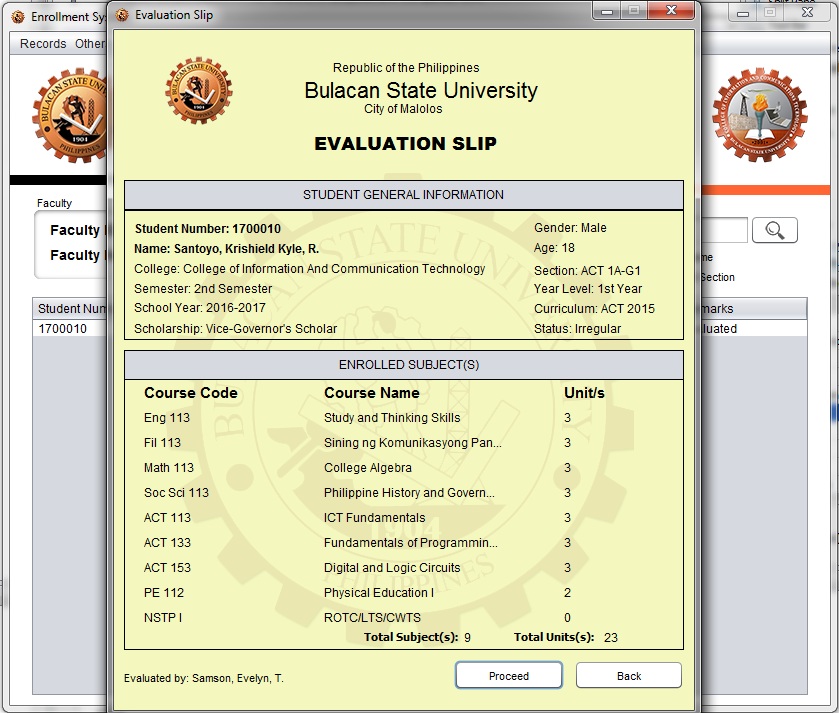 Enrollment Sy
Evaluation Slip
Records Other
Republic of the Philippines
Bulacan State University
City of Malolos
EVALUATION SLIP
BULACAN STATE UNIVERSITY
1904
PHILIPPINES
Faculty
Faculty
Faculty
me
Section
Student Num
marks
1700010
luated
STUDENT GENERAL INFORMATION
Student Number: 1700010
Gender: Male
Name: Santoyo, Krishield Kyle, R.
Age: 18
College: College of Information And Communication Technology
Section: ACT 1A-G1
Semester: 2nd Semester
Year Level: 1st Year
School Year: 2016-2017
Curriculum: ACT 2015
Scholarship: Vice-Governor's Scholar
Status: Irregular
ENROLLED SUBJECT(S)
Course Code Course Name Unit/s
Eng 113 Study and Thinking Skills 3
Fil 113 Sining ng Komunikasyong Pan... 3
Math 113 College Algebra 3
Soc Sci 113 Philippine History and Govern... 3
ACT 113 ICT Fundamentals 3
ACT 133 Fundamentals of Programmin... 3
ACT 153 Digital and Logic Circuits 3
PE 112 Physical Education I 2
NSTP I ROTC/LTS/CWTS 0
Total Subject(s): 9 Total Units(s): 23
Evaluated by: Samson, Evelyn, T.
Proceed
Back